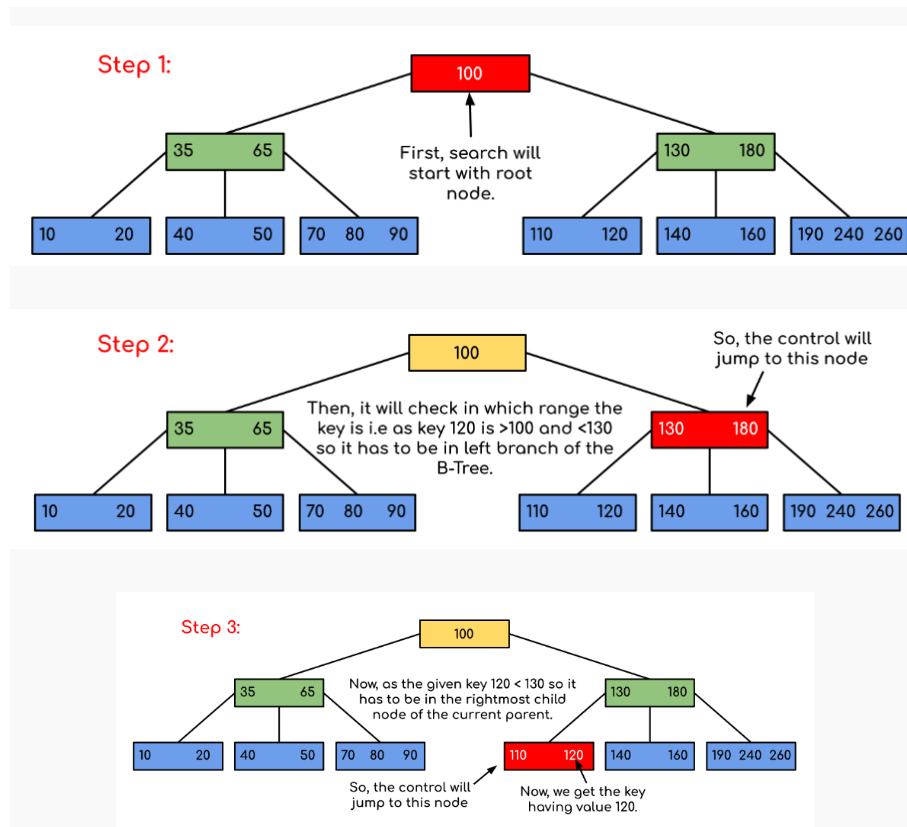 Step 1:
100
35 65
130 180
First, search will
start with root
node.
10 20
40 50
70 80 90
110 120
140 160
190 240 260
Step 2:
100
So, the control will
jump to this node
35 65
Then, it will check in which range the
key is i.e as key 120 is >100 and <130
so it has to be in left branch of the
B-Tree.
130 180
10 20
40 50
70 80 90
110 120
140 160
190 240 260
Step 3:
100
35 65
Now, as the given key 120 < 130 so it
has to be in the rightmost child
node of the current parent.
130 180
10 20
40 50
70 80 90
110 120
140 160
190 240 260
So, the control will
jump to this node
Now, we get the key
having value 120.